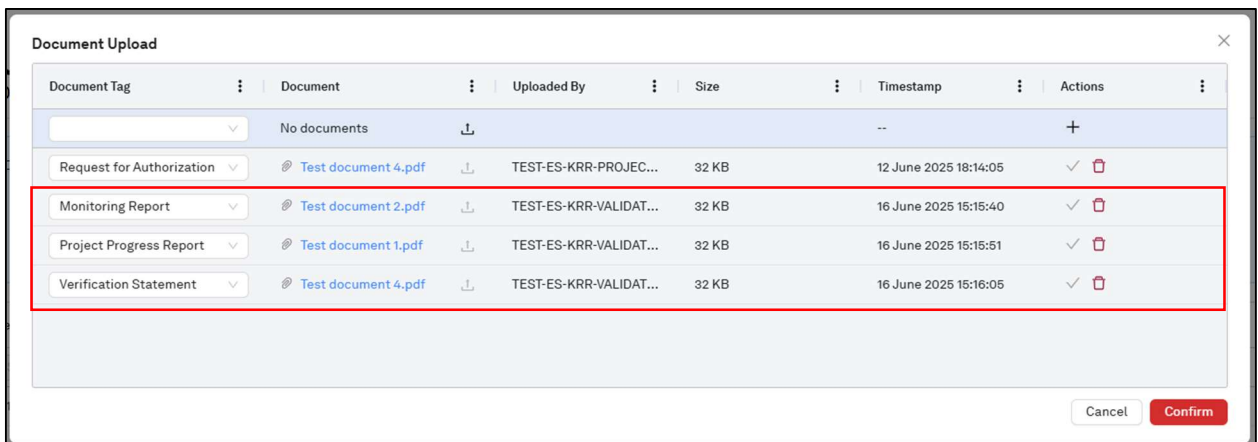 Document Upload
Document Tag Document Uploaded By Size Timestamp Actions
No documents --
Request for Authorization Test document 4.pdf TEST-ES-KRR-PROJEC... 32 KB 12 June 2025 18:14:05
Monitoring Report Test document 2.pdf TEST-ES-KRR-VALIDAT... 32 KB 16 June 2025 15:15:40
Project Progress Report Test document 1.pdf TEST-ES-KRR-VALIDAT... 32 KB 16 June 2025 15:15:51
Verification Statement Test document 4.pdf TEST-ES-KRR-VALIDAT... 32 KB 16 June 2025 15:16:05
Cancel Confirm